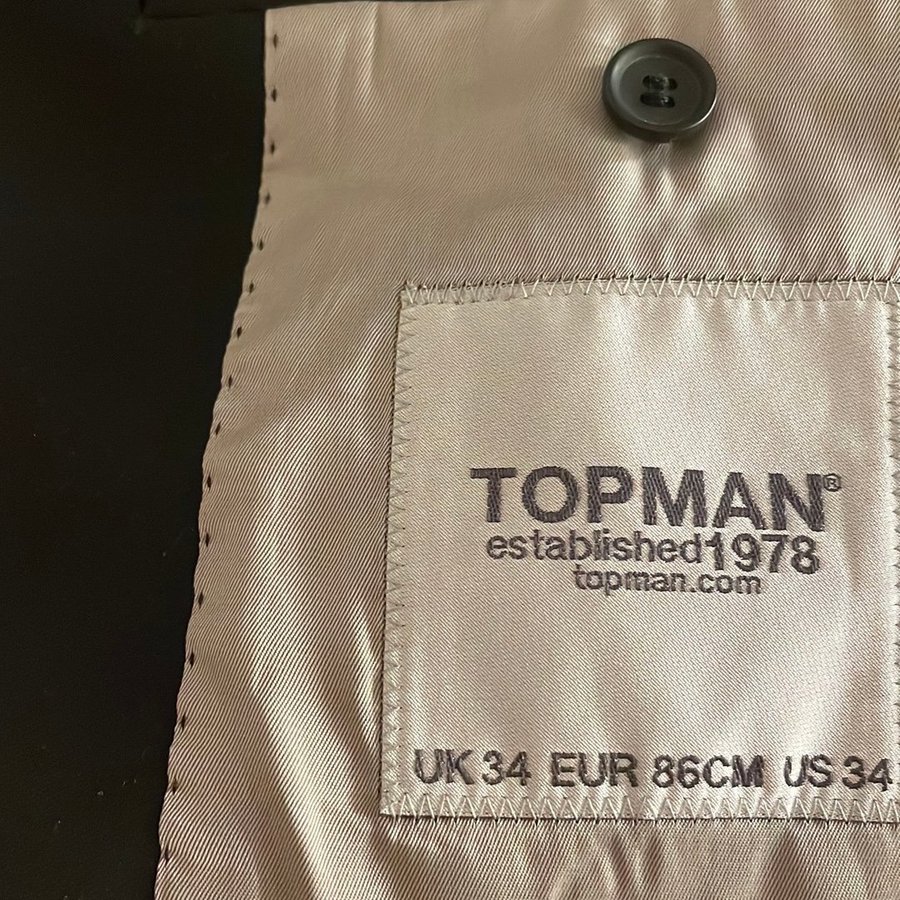 TOPMAN®
established1978
topman.com
UK 34 EUR 86CM US 34